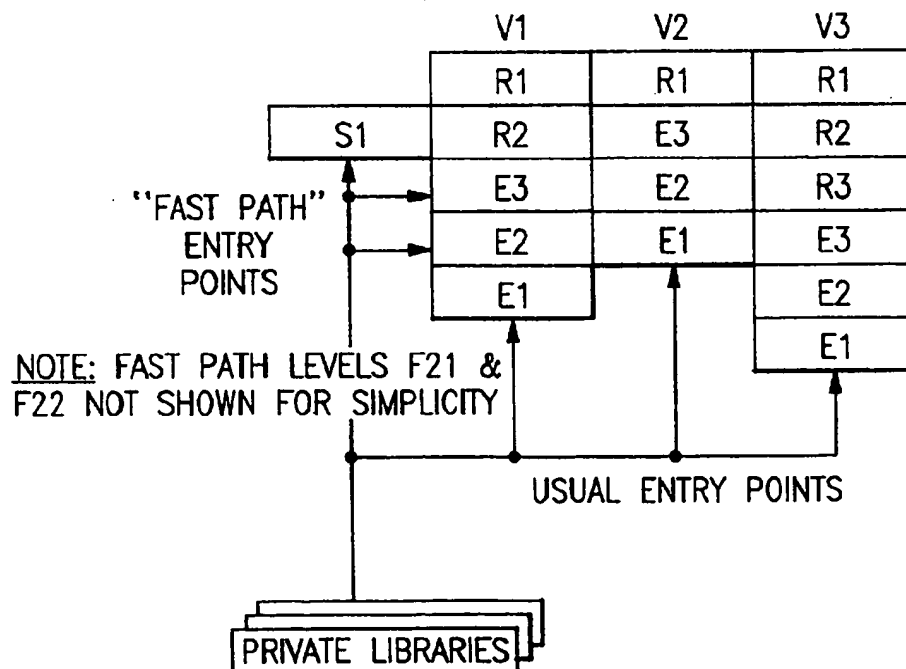 V1 V2 V3
R1 R1 R1
S1 R2 E3 R2
E3 E2 R3
"FAST PATH"
ENTRY
POINTS
E2 E1 E3
E1 E2
E1
NOTE: FAST PATH LEVELS F21 &
F22 NOT SHOWN FOR SIMPLICITY
USUAL ENTRY POINTS
PRIVATE LIBRARIES